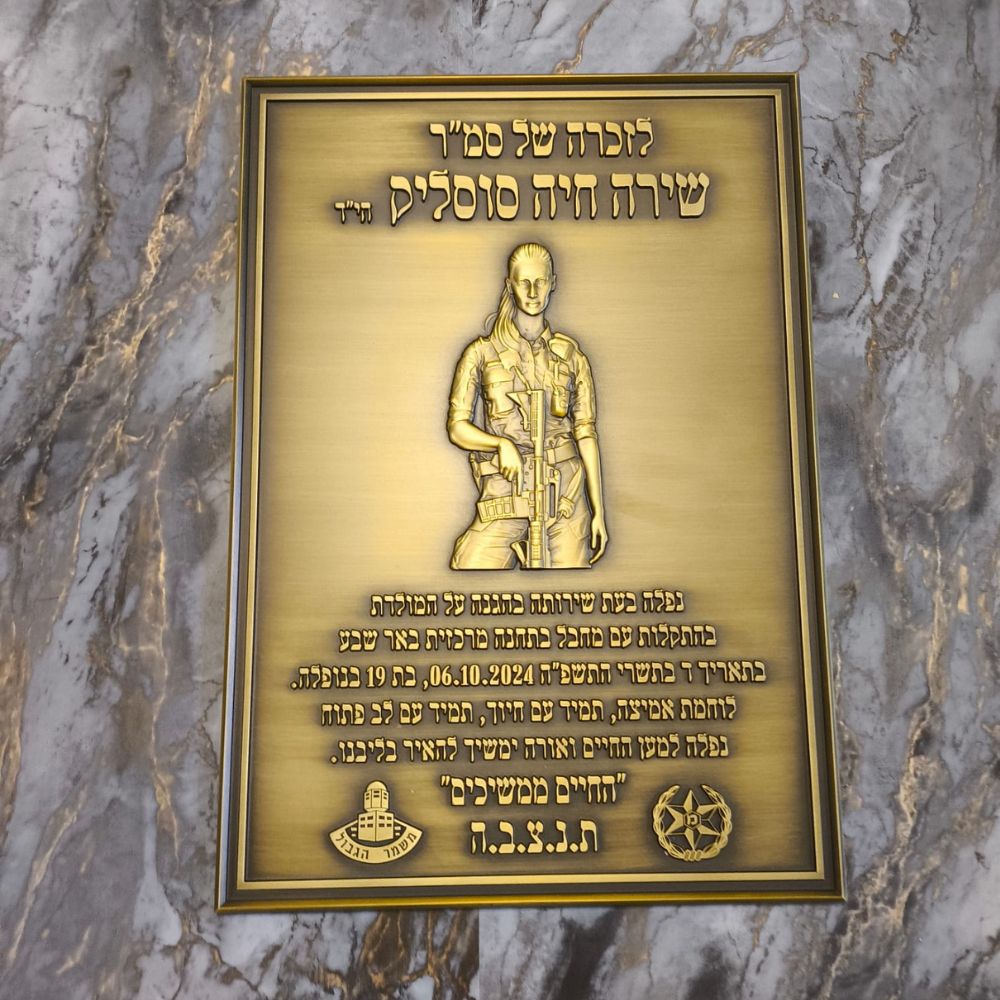 לזכרה של סמ"ר
שירה חיה סוסליק הי"ד
נפלה בעת שירותה בהגנה על המולדת
בהתקלות עם מחבל בתחנה מרכזית באר שבע
בתאריך ד בתשרי התשפ"ה 06.10.2024, בת 19 בנופלה.
לוחמת אמיצה, תמיד עם חיוך, תמיד עם לב פתוח
נפלה למען החיים ואורה ימשיך להאיר בליבנו.
"החיים ממשיכים"
ת.נ.צ.ב.ה
משמר הגבול